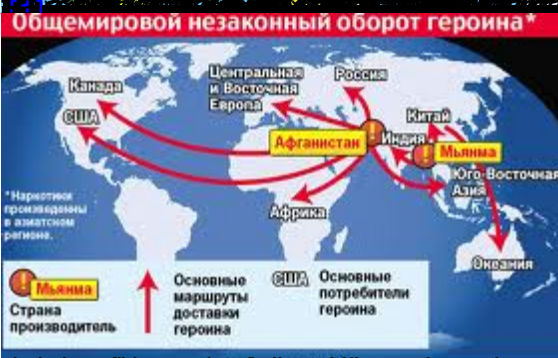 Общемировой незаконный оборот героина*
Канада
США
Центральная
и Восточная
Европа
Россия
Китай
Афганистан
Индия
Мьянма
Юго-Восточная
Азия
Африка
Океания
*Наркотики
произведенны
в азиатском
регионе.
Мьянма
Страна
производитель
Основные
маршруты
доставки
героина
США
Основные
потребители
героина